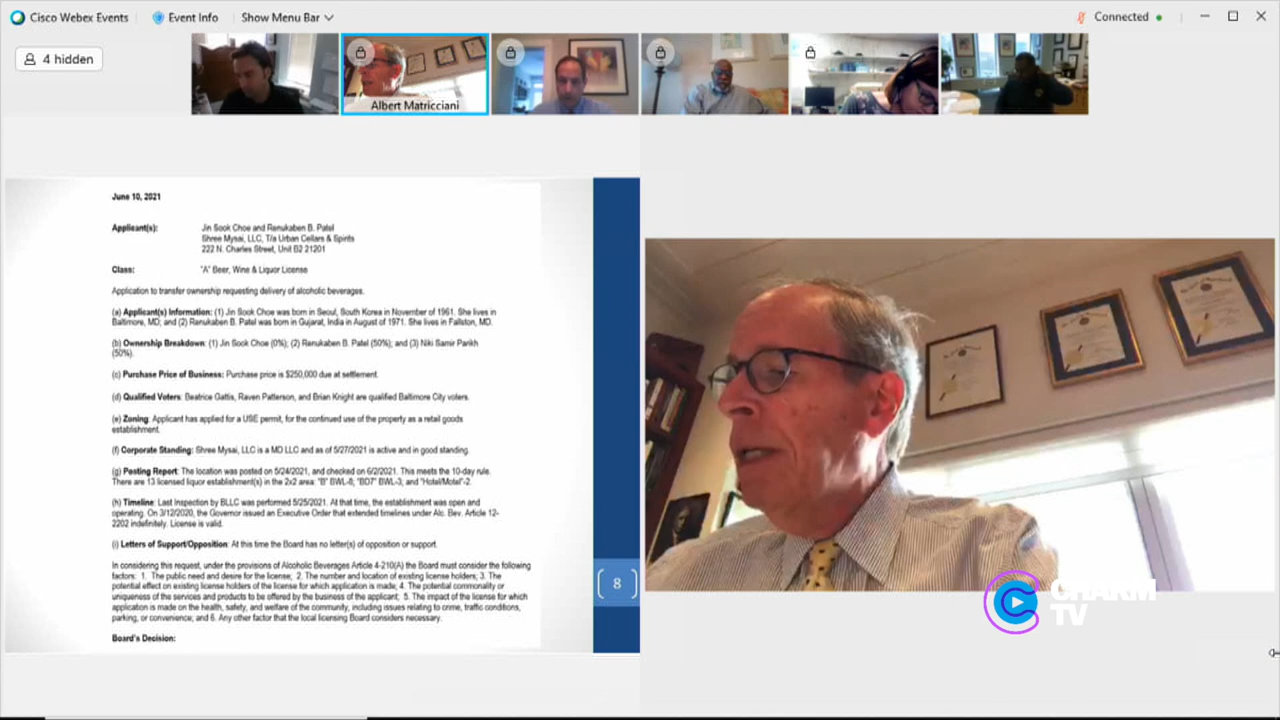 Cisco Webex Events
Event Info
Show Menu Bar
Connected
4 hidden
Albert Matricciani
June 10, 2021
Applicant(s): Jin Sook Choe and Renukaben B. Patel
Shree Mysai, LLC, T/a Urban Cellars & Spirits
222 N. Charles Street, Unit B2 21201
Class: "A" Beer, Wine & Liquor License
Application to transfer ownership requesting delivery of alcoholic beverages.
(a) Applicant(s) Information: (1) Jin Sook Choe was born in Seoul, South Korea in November of 1961. She lives in
Baltimore, MD; and (2) Renukaben B. Patel was born in Gujarat, India in August of 1971. She lives in Fallston, MD.
(b) Ownership Breakdown: (1) Jin Sook Choe (0%); (2) Renukaben B. Patel (50%); and (3) Niki Samir Parikh
(50%).
(c) Purchase Price of Business: Purchase price is $250,000 due at settlement.
(d) Qualified Voters: Beatrice Gattis, Raven Patterson, and Brian Knight are qualified Baltimore City voters.
(e) Zoning: Applicant has applied for a USE permit, for the continued use of the property as a retail goods
establishment.
(f) Corporate Standing: Shree Mysai, LLC is a MD LLC and as of 5/27/2021 is active and in good standing.
(g) Posting Report: The location was posted on 5/24/2021, and checked on 6/2/2021. This meets the 10-day rule.
There are 13 licensed liquor establishment(s) in the 2x2 area: "B" BWL-8; "BD7" BWL-3; and "Hotel/Motel"-2.
(h) Timeline: Last Inspection by BLLC was performed 5/25/2021. At that time, the establishment was open and
operating. On 3/12/2020, the Governor issued an Executive Order that extended timelines under Alc. Bev. Article 12-
2202 indefinitely. License is valid.
(i) Letters of Support/Opposition: At this time the Board has no letter(s) of opposition or support.
In considering this request, under the provisions of Alcoholic Beverages Article 4-210(A) the Board must consider the following
factors: 1. The public need and desire for the license; 2. The number and location of existing license holders; 3. The
potential effect on existing license holders of the license for which application is made; 4. The potential commonality or
uniqueness of the services and products to be offered by the business of the applicant; 5. The impact of the license for which
application is made on the health, safety, and welfare of the community, including issues relating to crime, traffic conditions,
parking, or convenience; and 6. Any other factor that the local licensing Board considers necessary.
Board's Decision:
8
CHARM
TV